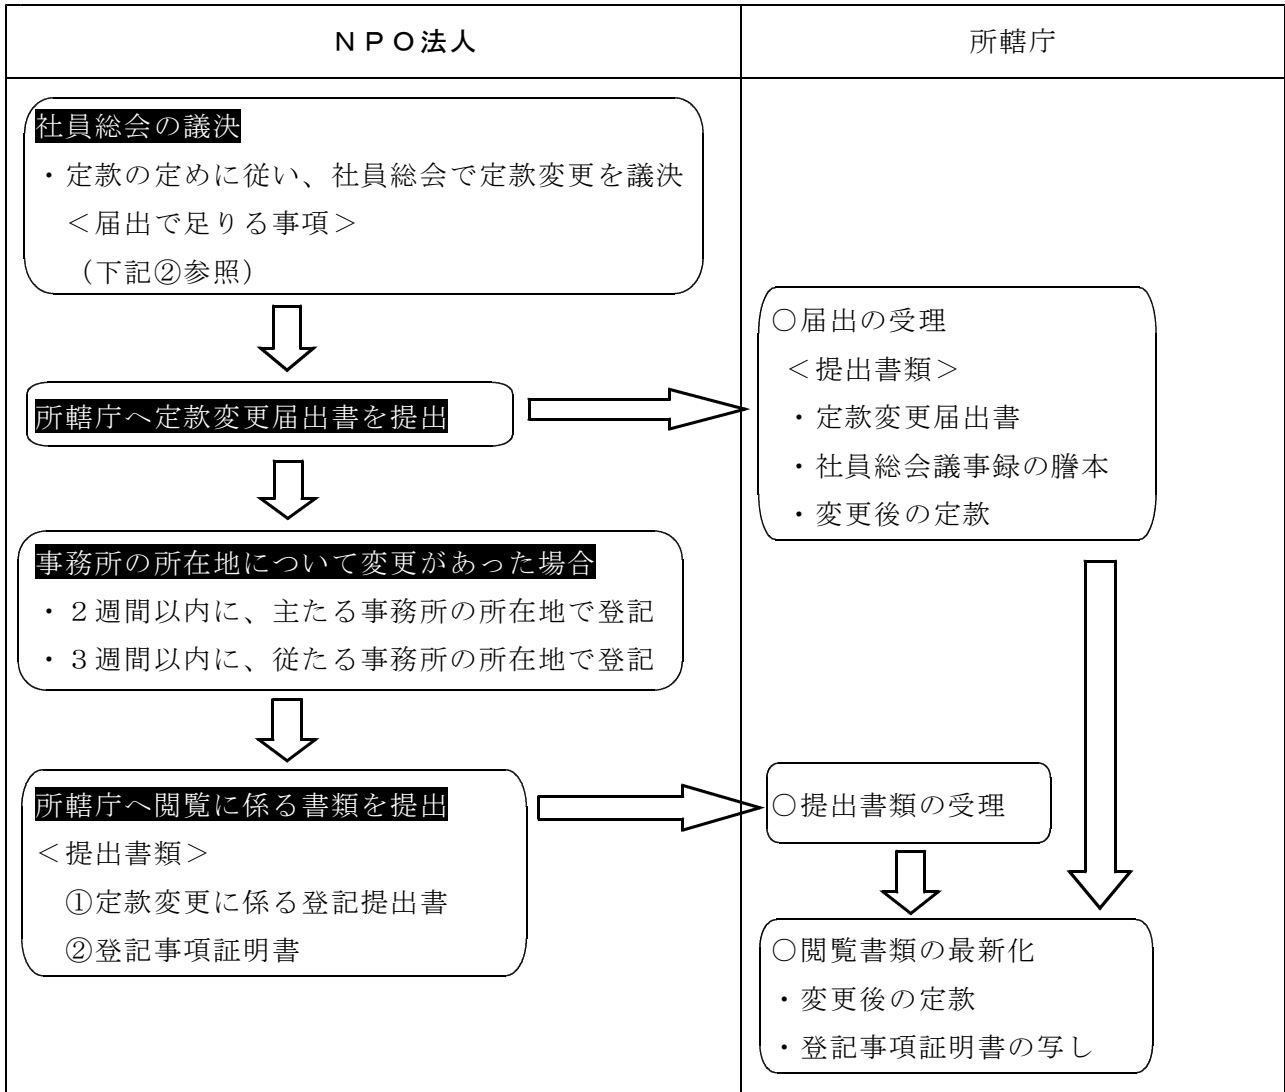 ＮＰＯ法人
所轄庁
社員総会の議決
・定款の定めに従い、社員総会で定款変更を議決
＜届出で足りる事項＞
（下記②参照）
所轄庁へ定款変更届出書を提出
○届出の受理
＜提出書類＞
・定款変更届出書
・社員総会議事録の謄本
・変更後の定款
事務所の所在地について変更があった場合
・２週間以内に、主たる事務所の所在地で登記
・３週間以内に、従たる事務所の所在地で登記
所轄庁へ閲覧に係る書類を提出
＜提出書類＞
①定款変更に係る登記提出書
②登記事項証明書
○提出書類の受理
○閲覧書類の最新化
・変更後の定款
・登記事項証明書の写し